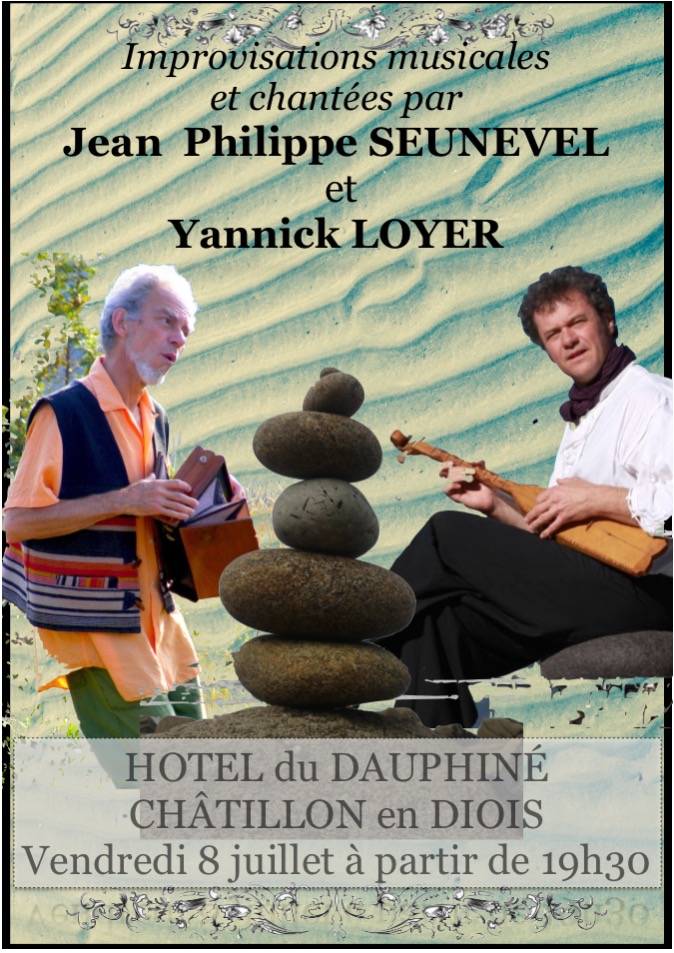 Improvisations musicales
et chantées par
Jean Philippe SEUNEVEL
et
Yannick LOYER
HOTEL du DAUPHINÉ
CHÂTILLON en DIOIS
Vendredi 8 juillet à partir de 19h30